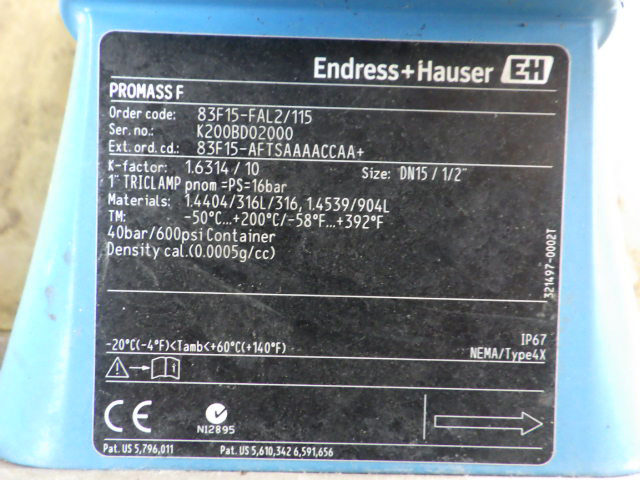 Endress+Hauser EH
PROMASS F
Order code: 83F15-FAL2/115
Ser.no.: K200BD02000
Ext. ord. cd.: 83F15-AFTSAAAACCAA+
K-factor: 1.6314 / 10 Size: DN15 / 1/2"
1" TRICLAMP pnom =PS=16bar
Materials: 1.4404/316L/316, 1.4539/904L
TM: -50°C...+200°C/-58°F...+392°F
40bar/600psi Container
Density cal.(0.0005g/cc)
321497-0002T
-20°C(-4°F)<Tamb<+60°C(+140°F)
IP67
NEMA/Type4X
i
CE
N12895
Pat. US 5,796,011 Pat. US 5,610,342 6,591,656